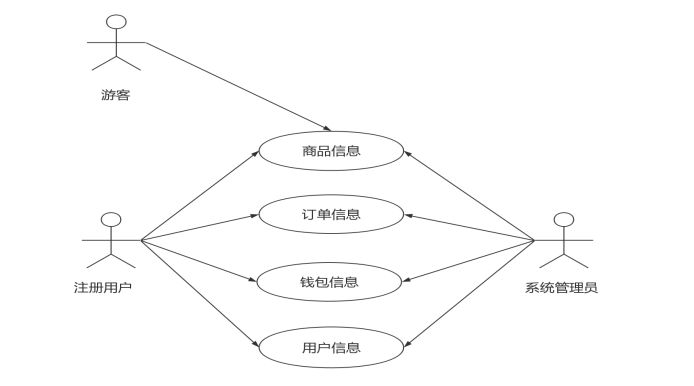 游客
商品信息
订单信息
注册用户
钱包信息
系统管理员
用户信息